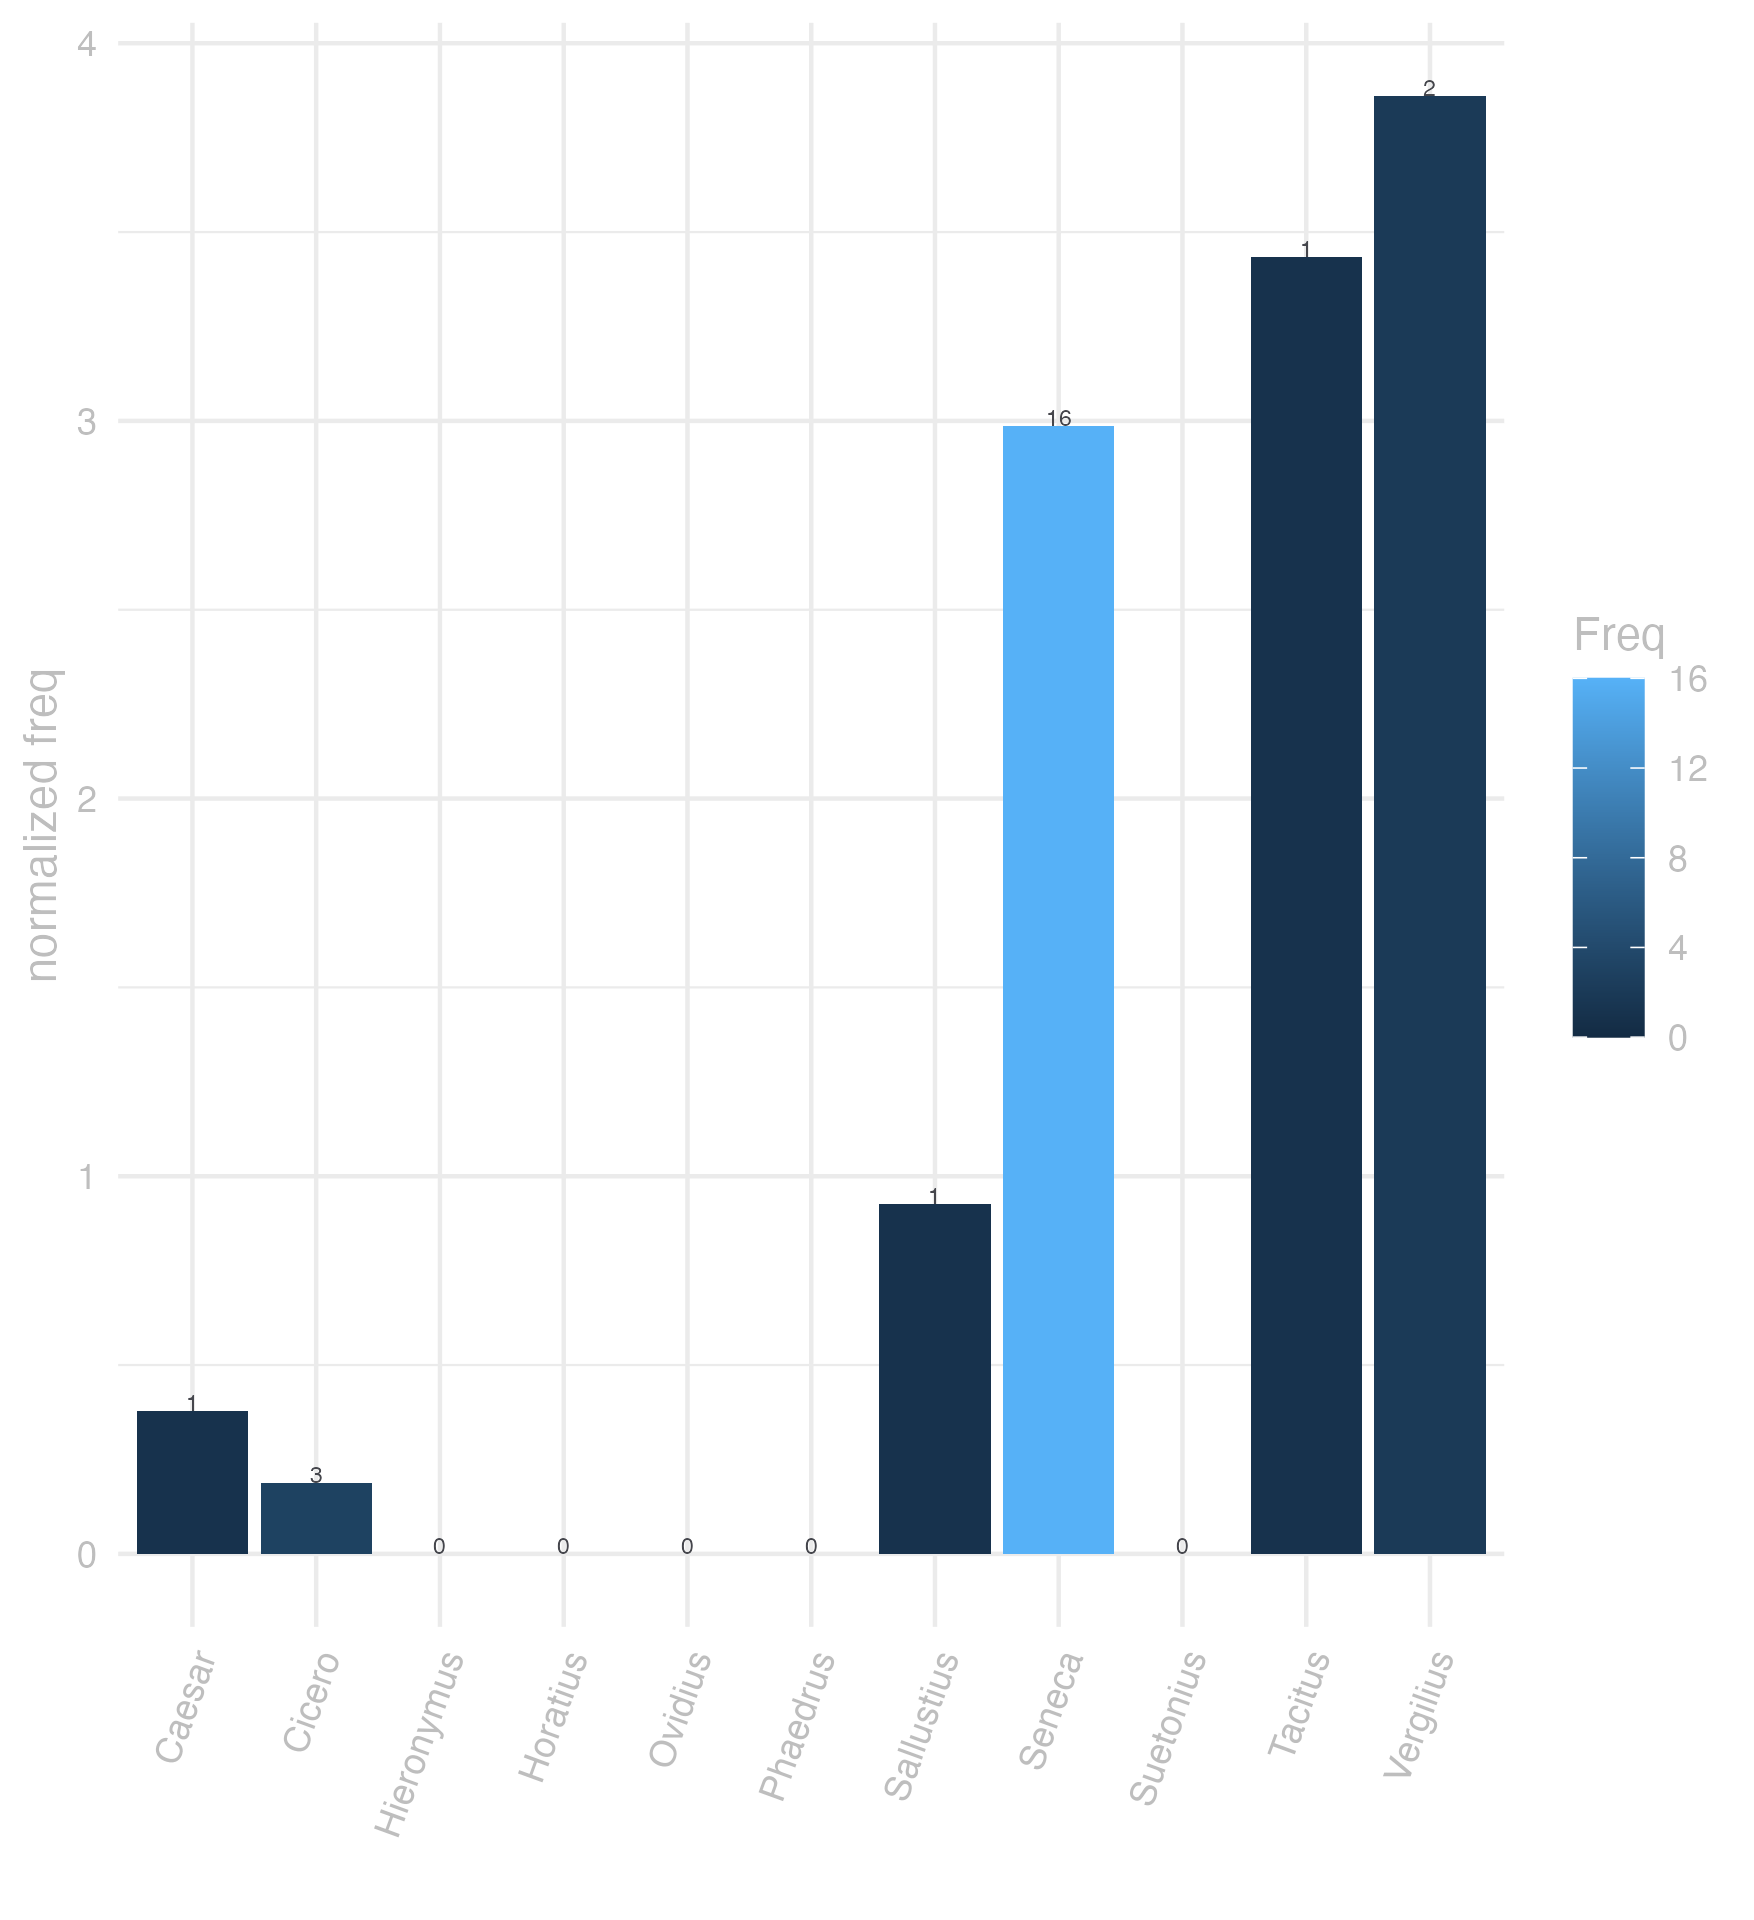 4
3
2
1
0
normalized freq
2
1
16
1
1
3
0
0
0
0
0
Caesar
Cicero
Hieronymus
Horatius
Ovidius
Phaedrus
Sallustius
Seneca
Suetonius
Tacitus
Vergilius
Freq
16
12
8
4
0